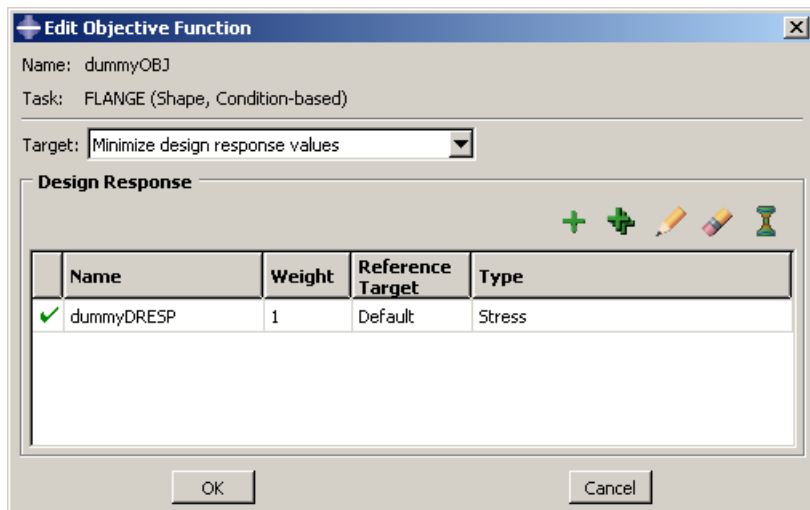 Edit Objective Function
Name: dummyOBJ
Task: FLANGE (Shape, Condition-based)
Target: Minimize design response values
Design Response
Name Weight Reference Target Type
dummyDRESP 1 Default Stress
OK Cancel